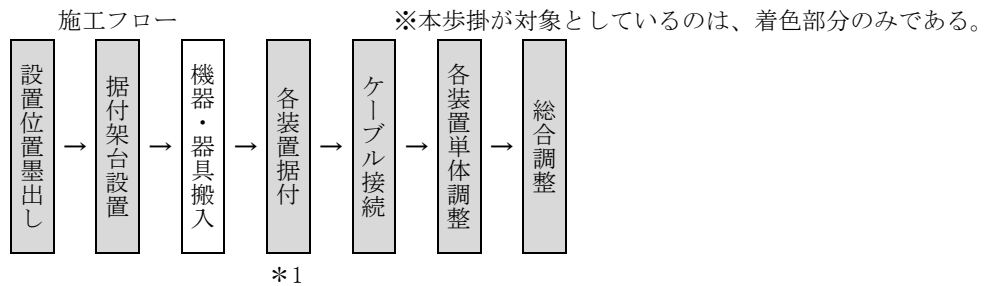 施工フロー
※本歩掛が対象としているのは、着色部分のみである。
設置位置墨出し
→
据付架台設置
→
機器・器具搬入
→
各装置据付
→
ケーブル接続
→
各装置単体調整
→
総合調整
＊1